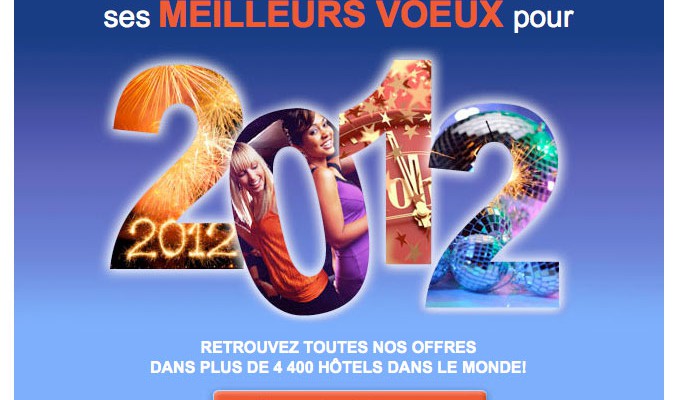 ses MEILLEURS VOEUX pour
2012
2012
RETROUVEZ TOUTES NOS OFFRES
DANS PLUS DE 4 400 HÔTELS DANS LE MONDE!